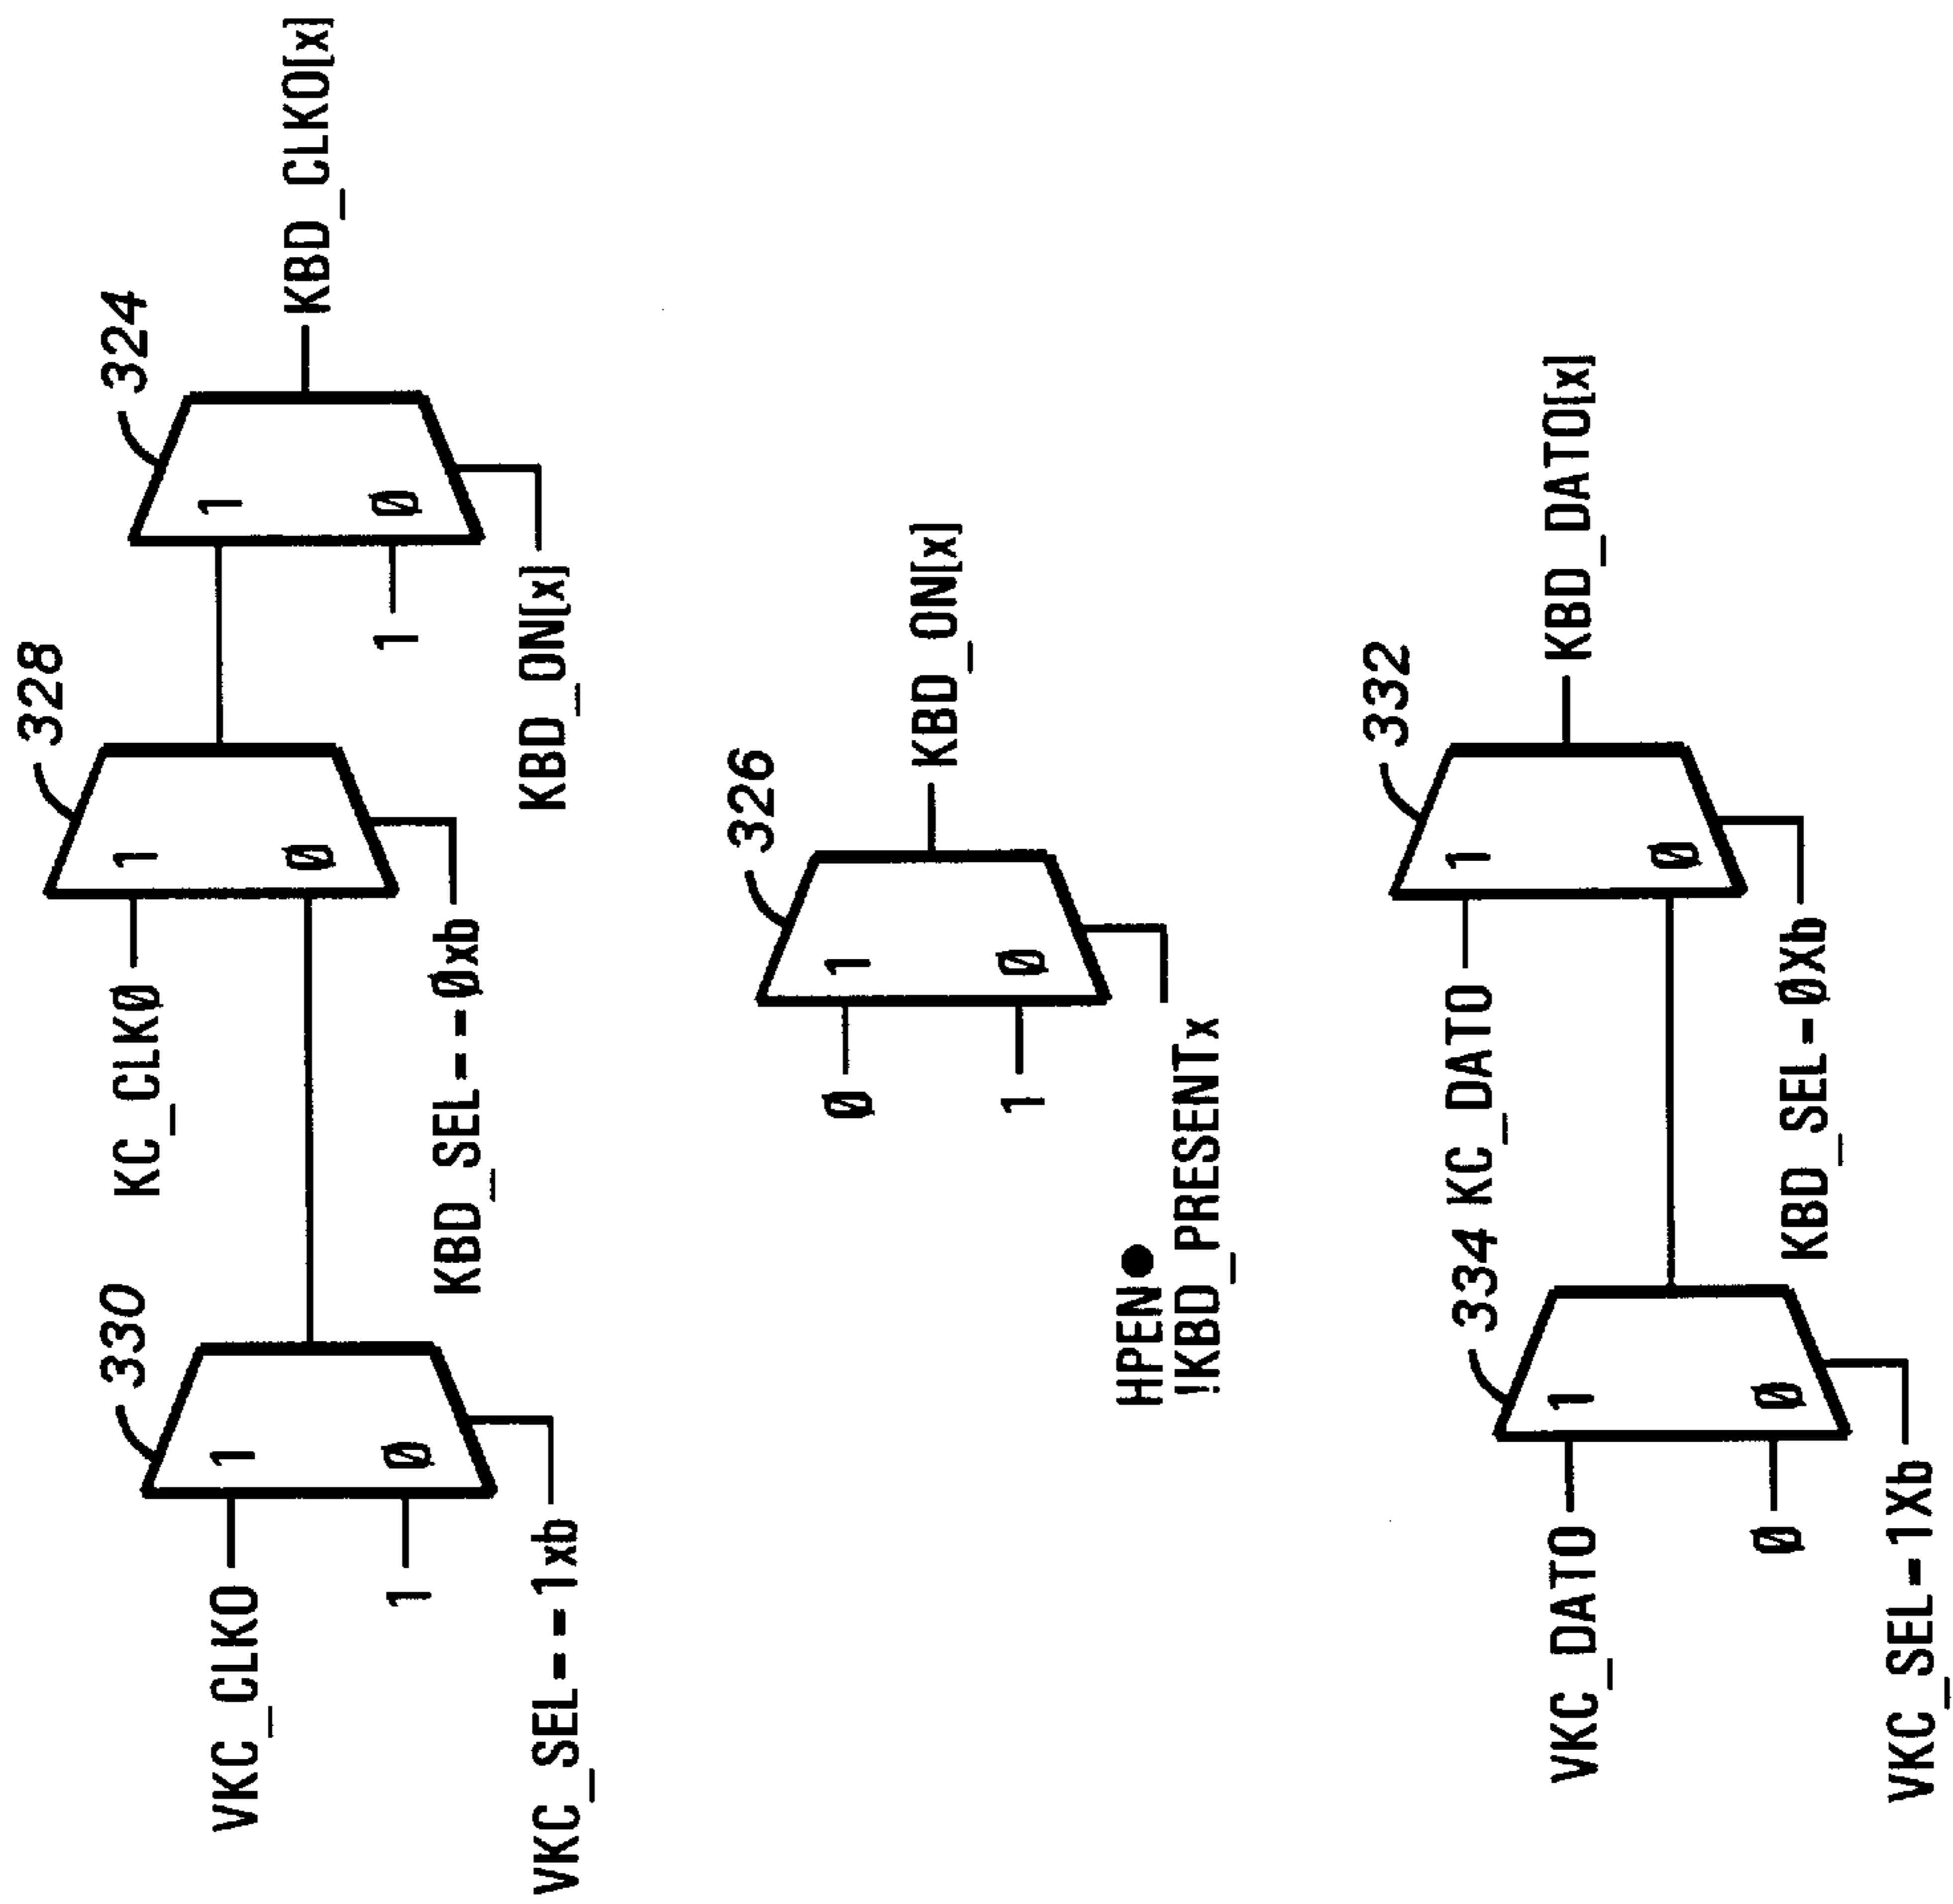 330
328
324
VKC_CLKO
1
1
Ø
VKC_SEL==1xb
KC_CLKØ
1
Ø
KBD_SEL==Øxb
1
Ø
1
KBD_ON[x]
KBD_CLKO[x]
326
Ø
1
1
Ø
HPEN●
!KBD_PRESENTx
KBD_ON[x]
334
332
VKC_DATO
Ø
1
Ø
VKC_SEL=1Xb
KC_DATO
1
Ø
KBD_SEL=ØXb
KBD_DATO[x]